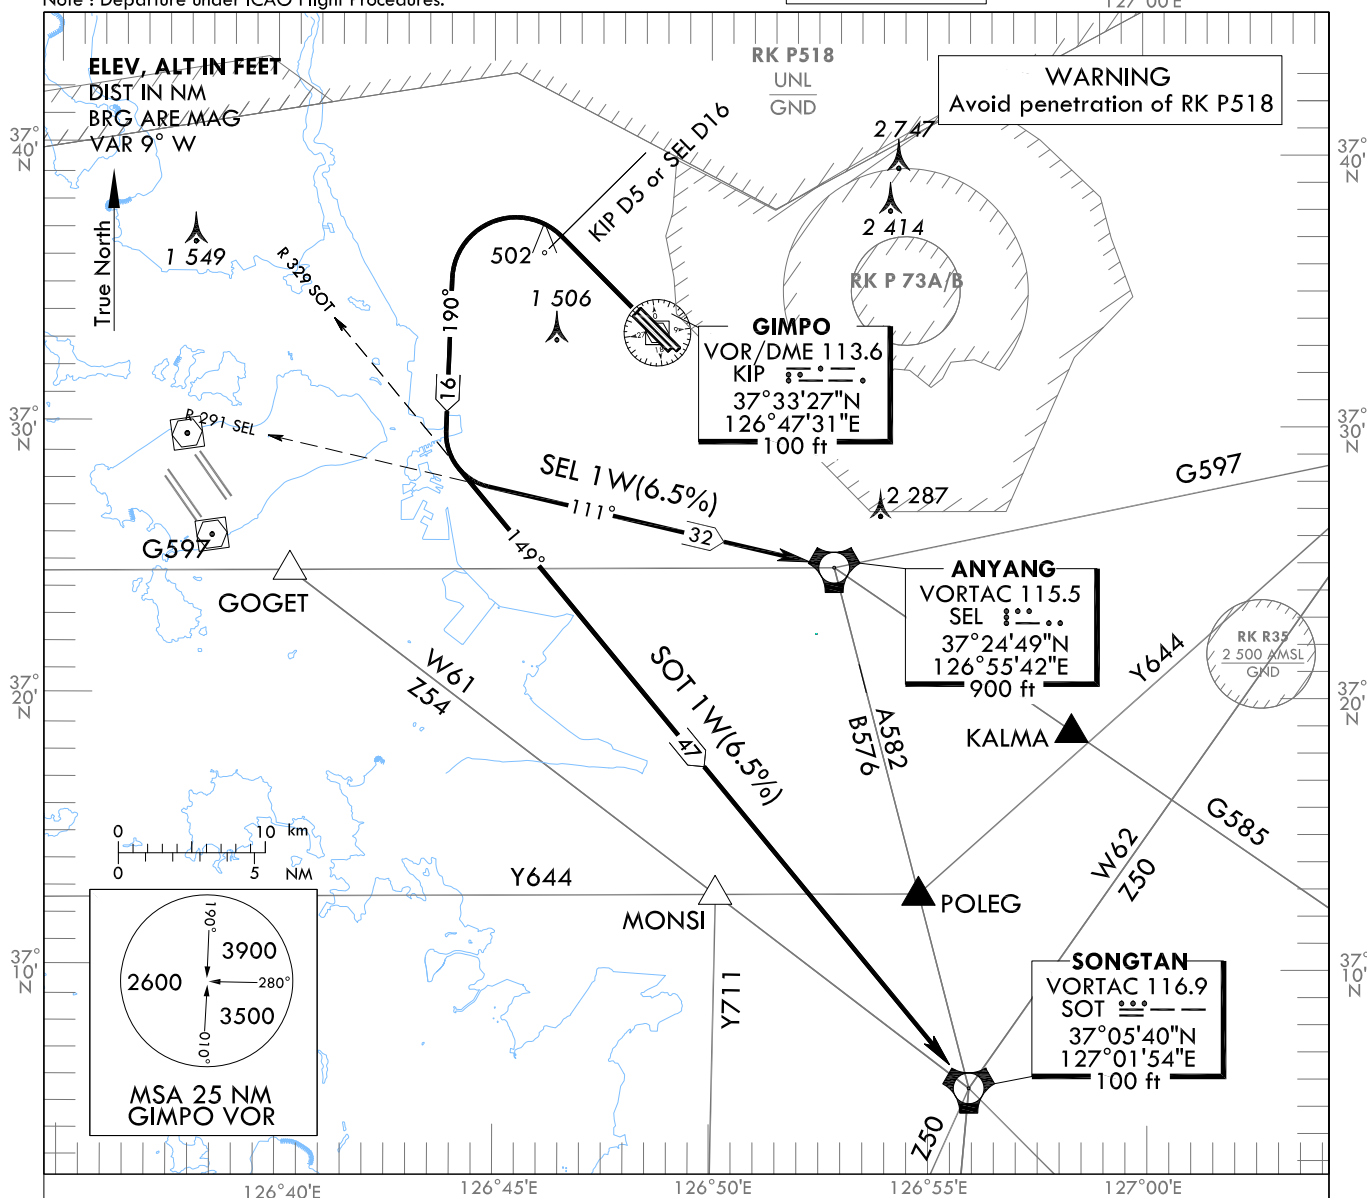 Note : Departure under ICAO Flight Procedures.
127°00'E
ELEV, ALT IN FEET
DIST IN NM
BRG ARE MAG
VAR 9° W
True North
RK P518
UNL
GND
WARNING
Avoid penetration of RK P518
37°
40'
N
37°
40'
N
2 747
2 414
RK P 73A/B
1 549
R 329 SOT
502
KIP D5 or SEL D16
1 506
190°
16
GIMPO
VOR/DME 113.6
KIP
37°33'27"N
126°47'31"E
100 ft
37°
30'
N
37°
30'
N
R 291 SEL
SEL 1W(6.5%)
111°
32
149°
2 287
G597
G597
GOGET
ANYANG
VORTAC 115.5
SEL
37°24'49"N
126°55'42"E
900 ft
RK R35
2 500 AMSL
GND
Y644
W61
Z54
SOT 1W(6.5%)
47
A582
B576
KALMA
37°
20'
N
37°
20'
N
G585
W62
Z50
0 10 km
0 5 NM
Y644
MONSI
POLEG
Y711
190°
3900
2600
280°
3500
010°
MSA 25 NM
GIMPO VOR
37°
10'
N
37°
10'
N
SONGTAN
VORTAC 116.9
SOT
37°05'40"N
127°01'54"E
100 ft
Z50
126°40'E
126°45'E
126°50'E
126°55'E
127°00'E